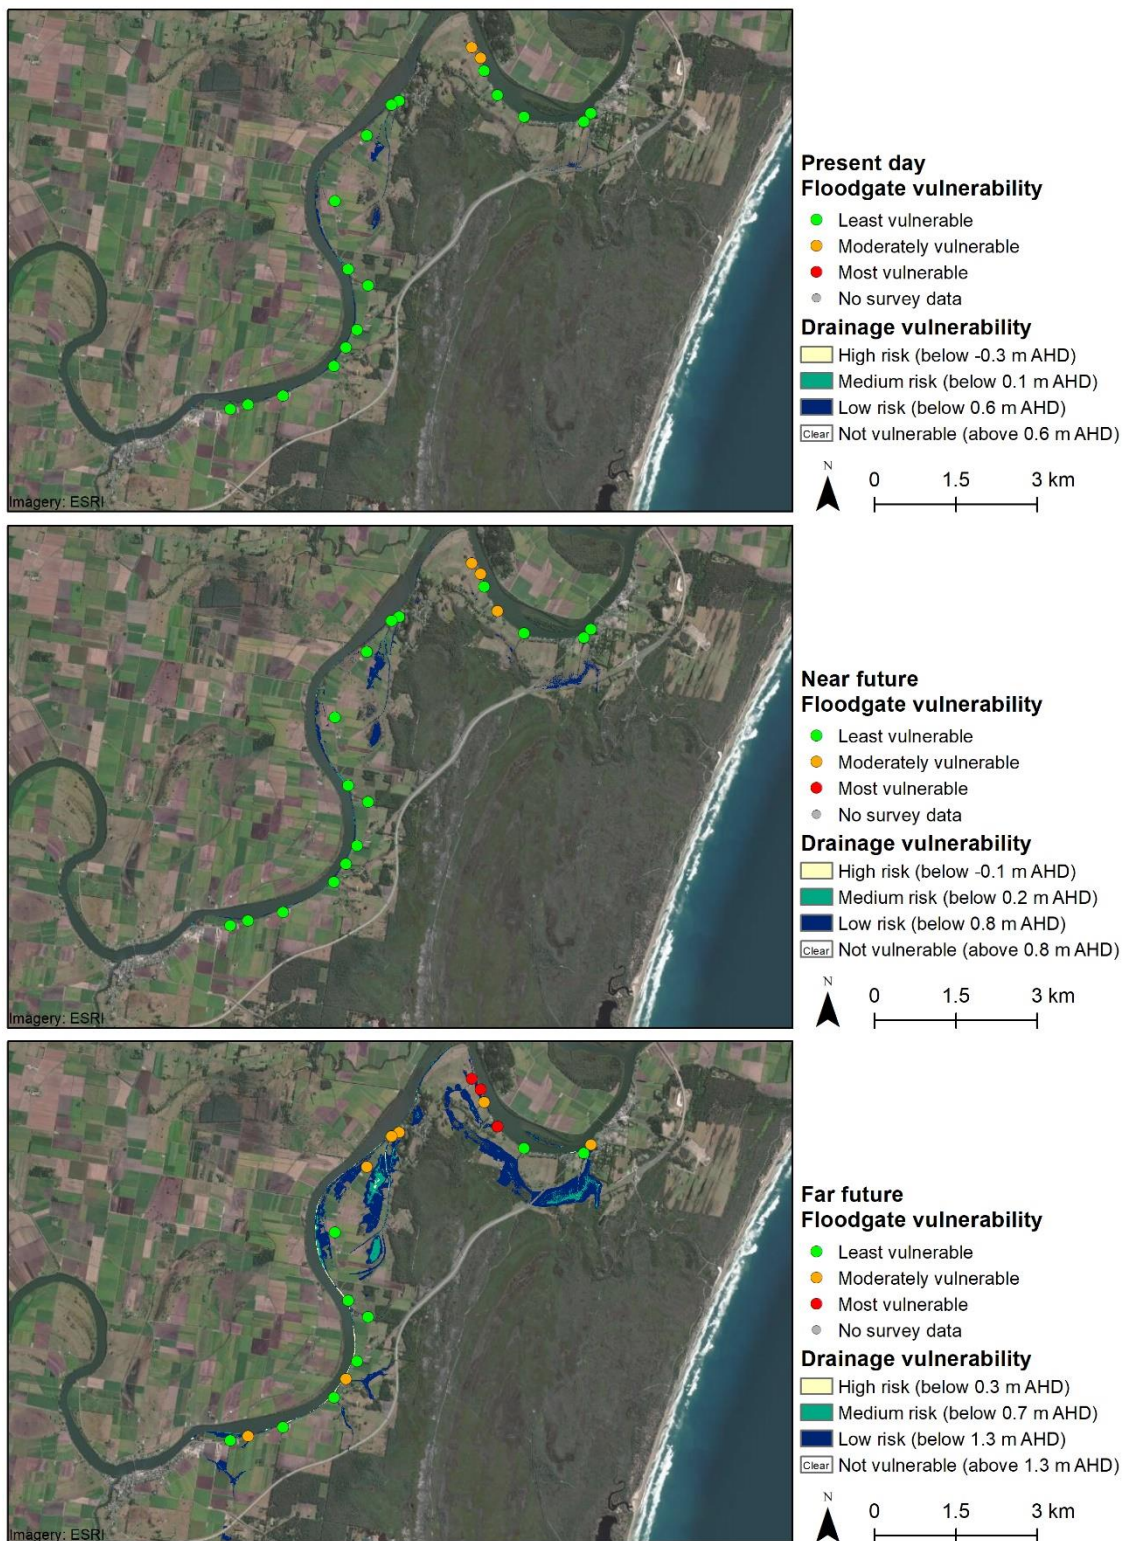 Present day
Floodgate vulnerability
Least vulnerable
Moderately vulnerable
Most vulnerable
No survey data
Drainage vulnerability
High risk (below -0.3 m AHD)
Medium risk (below 0.1 m AHD)
Low risk (below 0.6 m AHD)
Clear Not vulnerable (above 0.6 m AHD)
N
0 1.5 3 km
Imagery: ESRI
Near future
Floodgate vulnerability
Least vulnerable
Moderately vulnerable
Most vulnerable
No survey data
Drainage vulnerability
High risk (below -0.1 m AHD)
Medium risk (below 0.2 m AHD)
Low risk (below 0.8 m AHD)
Clear Not vulnerable (above 0.8 m AHD)
N
0 1.5 3 km
Imagery: ESRI
Far future
Floodgate vulnerability
Least vulnerable
Moderately vulnerable
Most vulnerable
No survey data
Drainage vulnerability
High risk (below 0.3 m AHD)
Medium risk (below 0.7 m AHD)
Low risk (below 1.3 m AHD)
Clear Not vulnerable (above 1.3 m AHD)
N
0 1.5 3 km
Imagery: ESRI